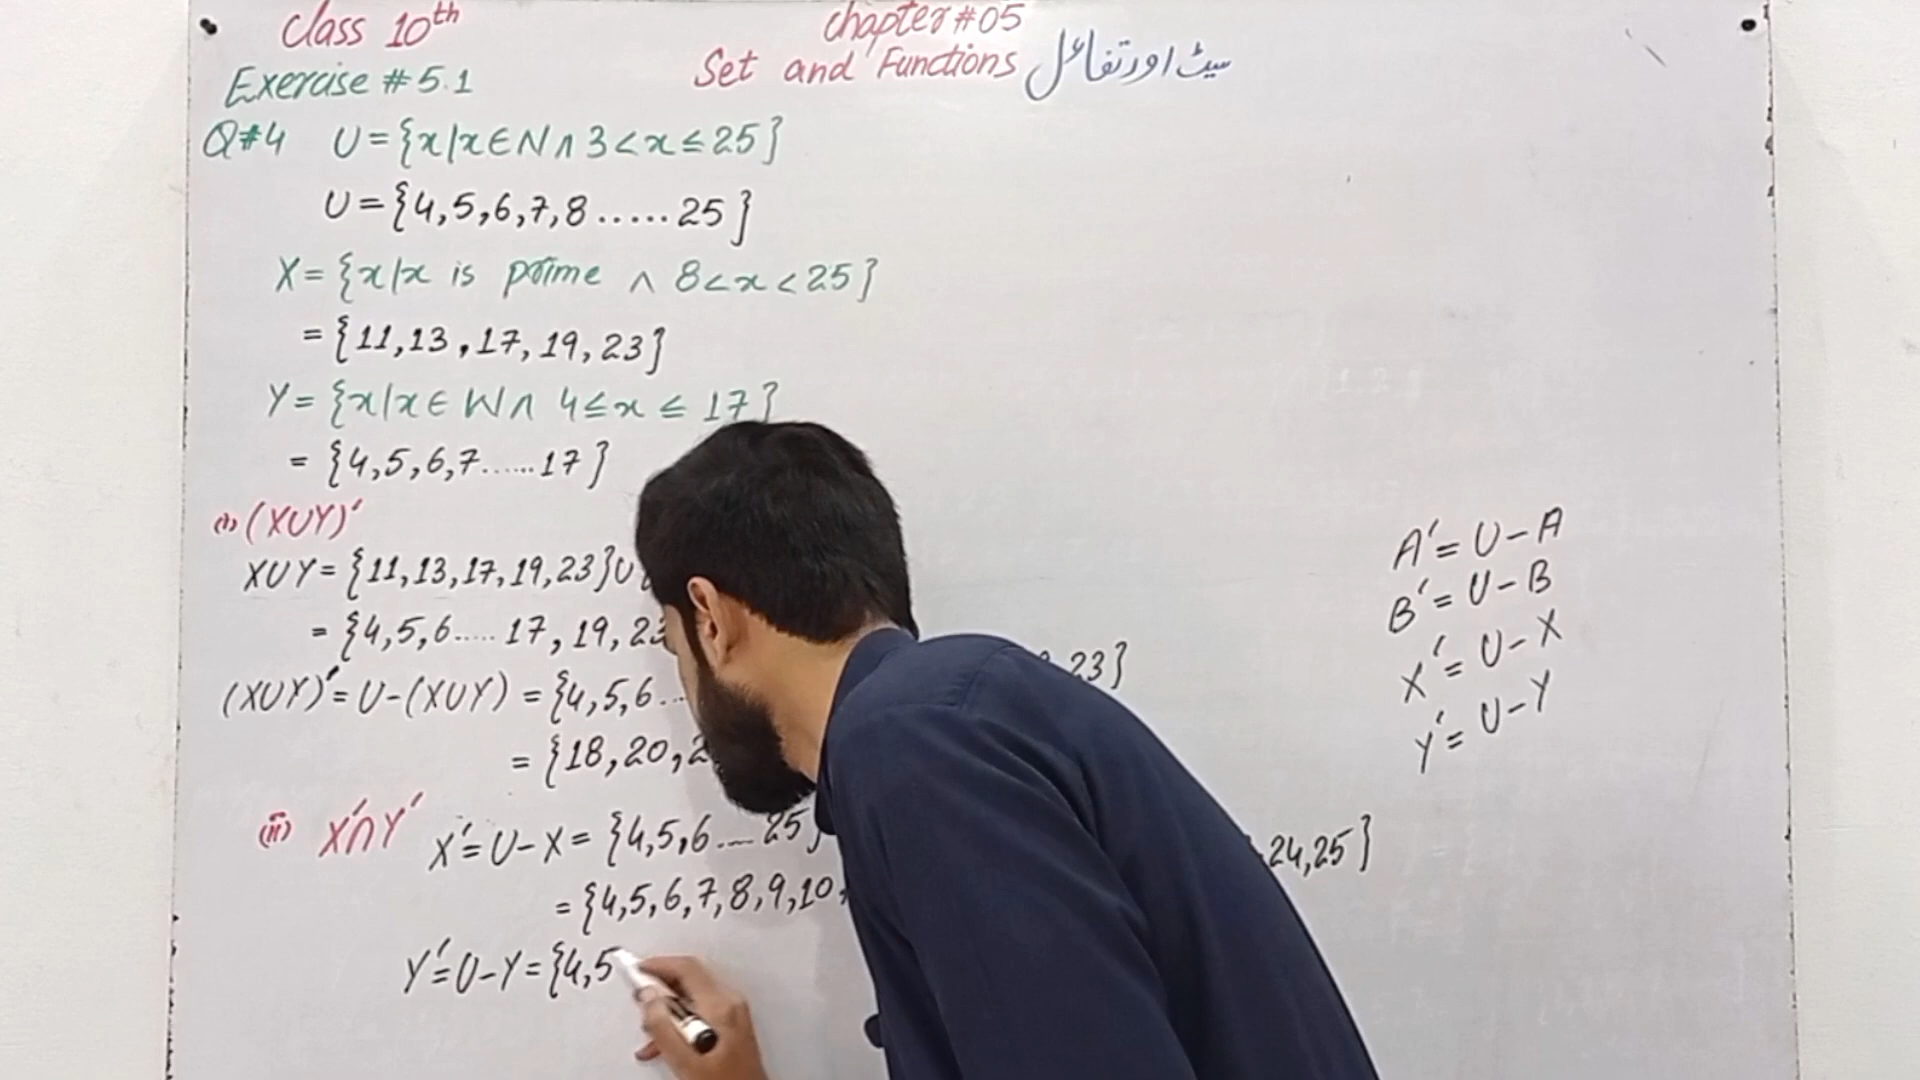 Class 10th
Chapter #05
Exercise #5.1
Set and Functions سیٹ اور تفاعل
Q#4 U={x/x∈N∧3<x≤25}
U={4,5,6,7,8.....25}
X={x/x is prime ∧ 8<x<25}
={11,13,17,19,23}
Y={x/x∈W∧ 4≤x≤17}
={4,5,6,7......17}
(i) (XUY)'
XUY={11,13,17,19,23}U
={4,5,6.....17,19,23
(XUY)'=U-(XUY)={4,5,6... ,23}
={18,20,2
(ii) X'∩Y' X'=U-X={4,5,6....25} 24,25}
={4,5,6,7,8,9,10,
Y'=U-Y={4,5
A'=U-A
B'=U-B
X'=U-X
Y'=U-Y